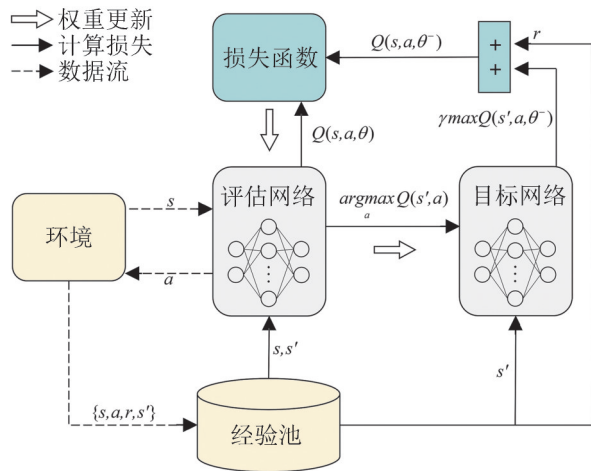 权重更新
计算损失
数据流
损失函数
Q(s,a,θ⁻)
+
+
r
γmaxQ(s′,a,θ⁻)
Q(s,a,θ)
环境
s
a
评估网络
argmaxQ(s′,a)
a
目标网络
s,s′
s′
{s,a,r,s′}
经验池